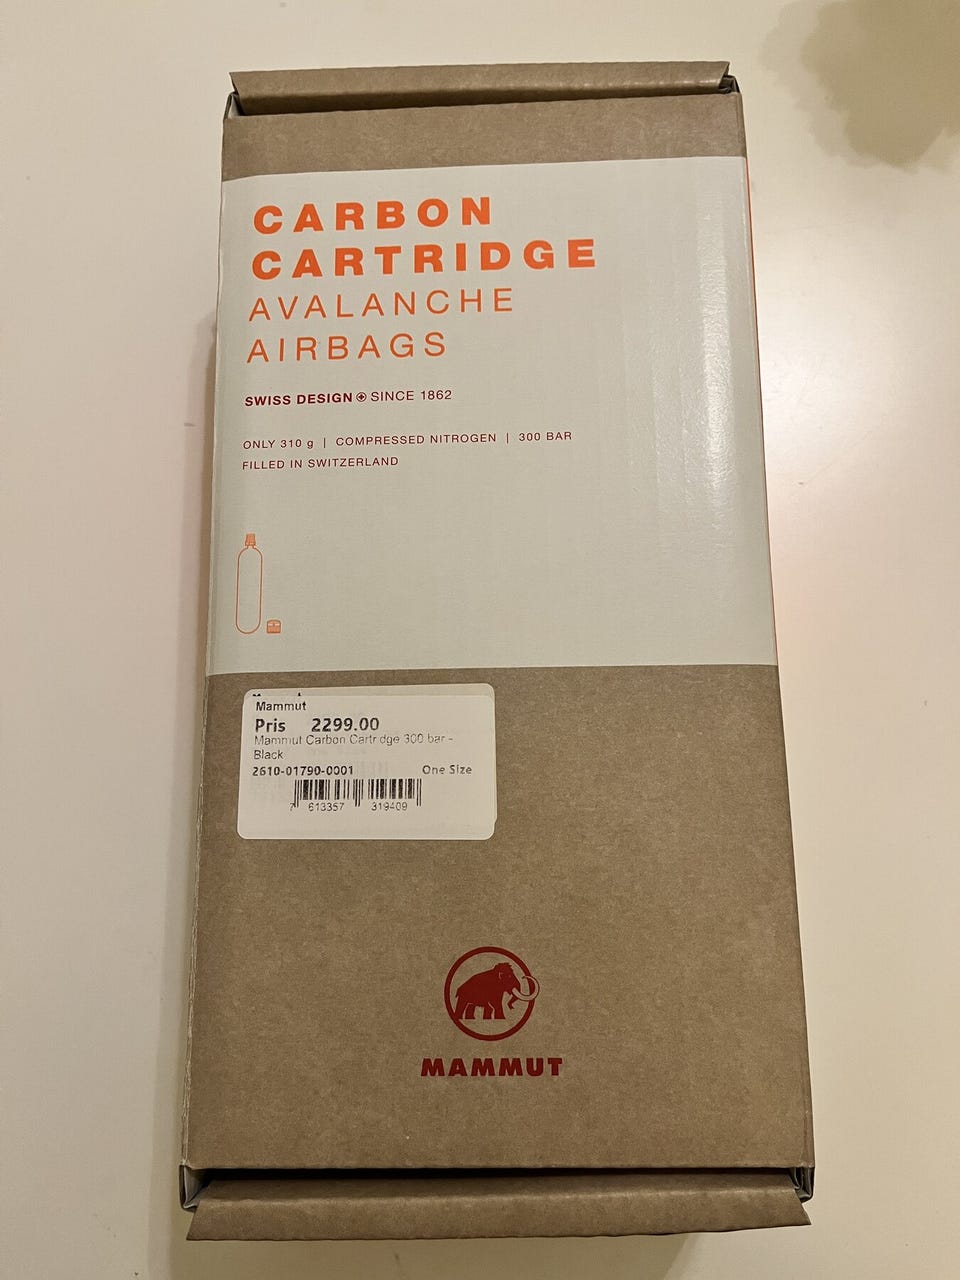 CARBON
CARTRIDGE
AVALANCHE
AIRBAGS
SWISS DESIGN SINCE 1862
ONLY 310 g | COMPRESSED NITROGEN | 300 BAR
FILLED IN SWITZERLAND
Mammut
Pris 2299.00
Mammut Carbon Cartridge 300 bar -
Black
2610-01790-0001 One Size
7 613357 319409
MAMMUT